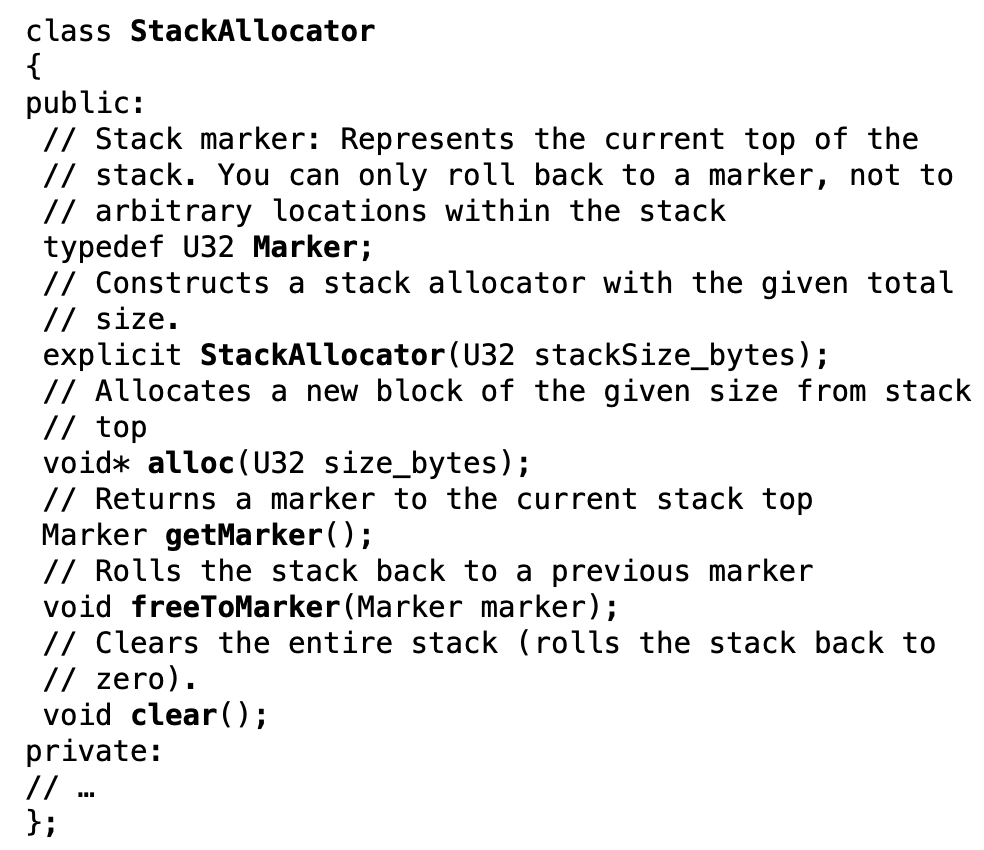 class StackAllocator
{
public:
// Stack marker: Represents the current top of the
// stack. You can only roll back to a marker, not to
// arbitrary locations within the stack
typedef U32 Marker;
// Constructs a stack allocator with the given total
// size.
explicit StackAllocator(U32 stackSize_bytes);
// Allocates a new block of the given size from stack
// top
void* alloc(U32 size_bytes);
// Returns a marker to the current stack top
Marker getMarker();
// Rolls the stack back to a previous marker
void freeToMarker(Marker marker);
// Clears the entire stack (rolls the stack back to
// zero).
void clear();
private:
// …
};